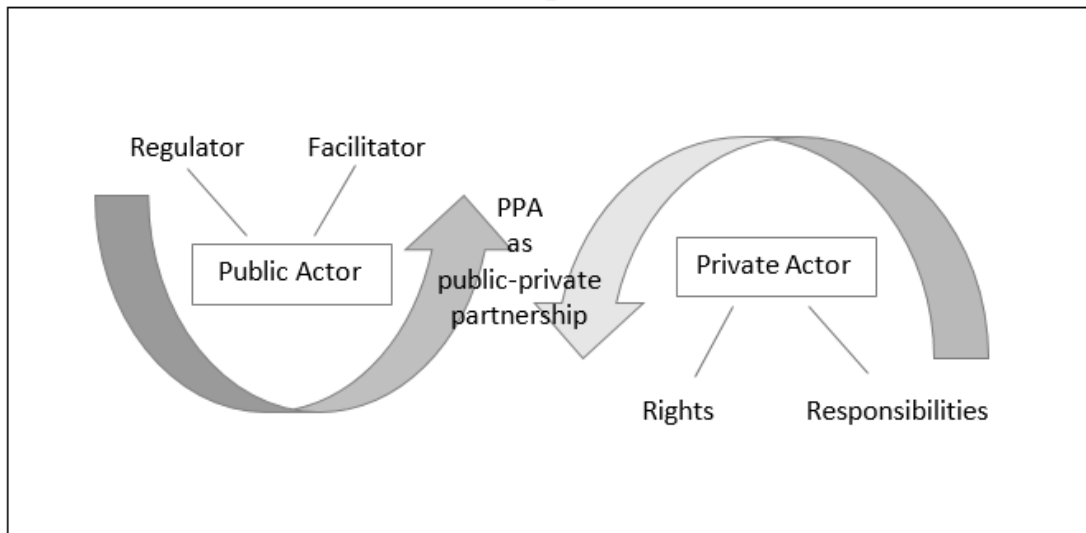 Regulator
Facilitator
Public Actor
PPA
as
public-private
partnership
Private Actor
Rights
Responsibilities